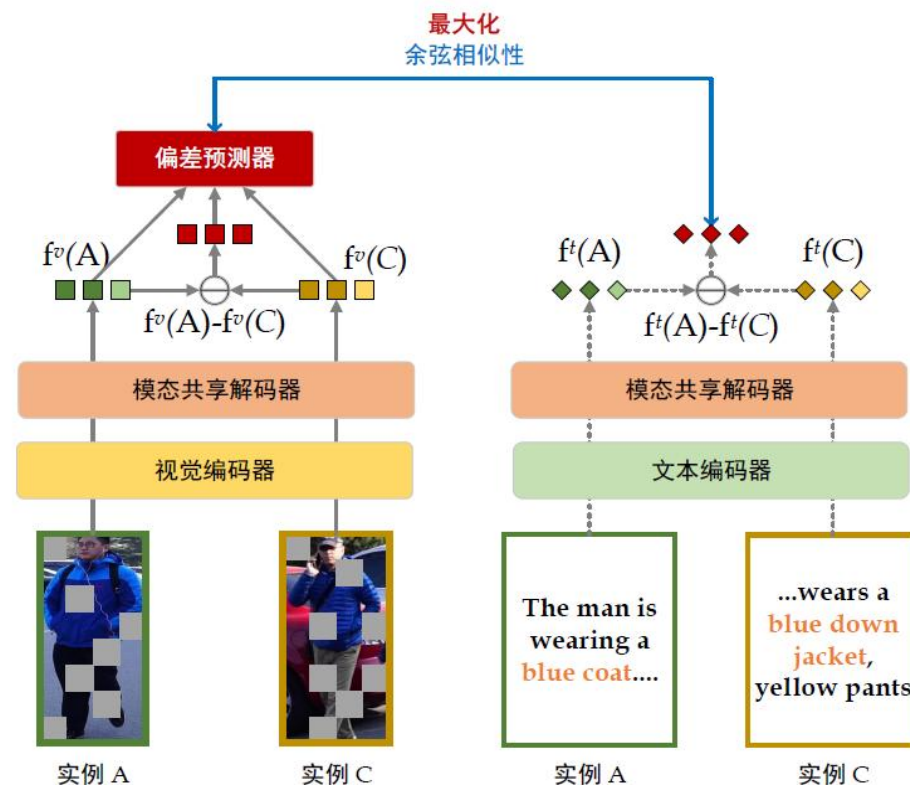 最大化
余弦相似性
偏差预测器
fᵛ(A)
fᵛ(C)
fᵛ(A)-fᵛ(C)
fᵗ(A)
fᵗ(C)
fᵗ(A)-fᵗ(C)
模态共享解码器
模态共享解码器
视觉编码器
文本编码器
The man is
wearing a
blue coat....
...wears a
blue down
jacket,
yellow pants
实例 A
实例 C
实例 A
实例 C